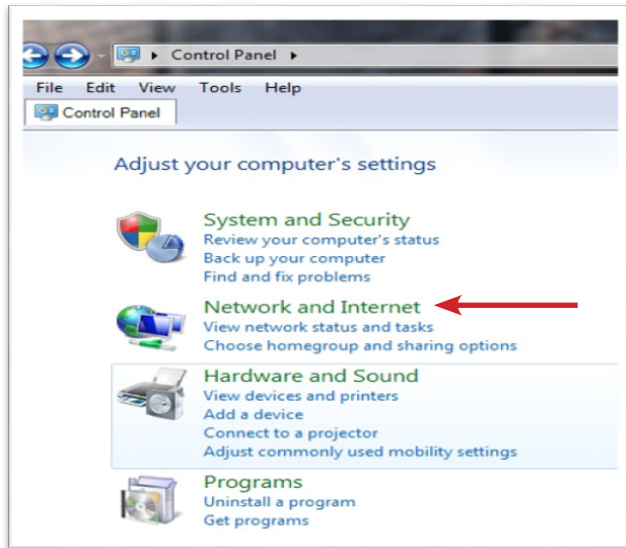 Control Panel
File Edit View Tools Help
Control Panel
Adjust your computer's settings
System and Security
Review your computer's status
Back up your computer
Find and fix problems
Network and Internet
View network status and tasks
Choose homegroup and sharing options
Hardware and Sound
View devices and printers
Add a device
Connect to a projector
Adjust commonly used mobility settings
Programs
Uninstall a program
Get programs